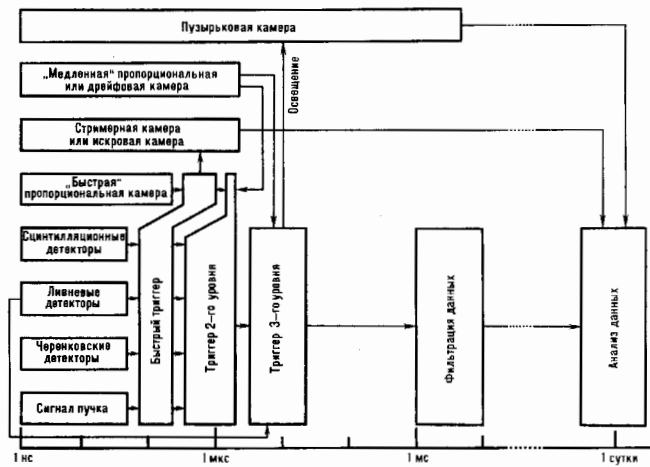 Пузырьковая камера
„Медленная" пропорциональная
или дрейфовая камера
Освещение
Стримерная камера
или искровая камера
„Быстрая"
пропорциональная камера
Сцинтилляционные
детекторы
Ливневые
детекторы
Черенковские
детекторы
Сигнал пучка
Быстрый триггер
Триггер 2–го уровня
Триггер 3–го уровня
Фильтрация данных
Анализ данных
1 нс
1 мкс
1 мс
1 сутки